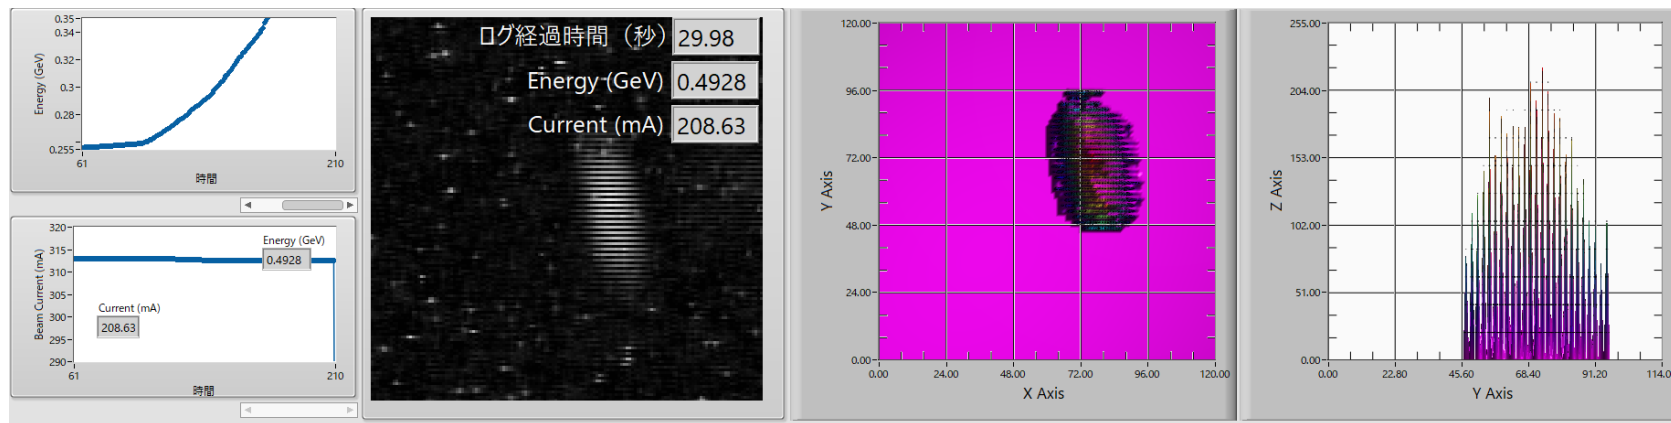 0.35
0.34
0.32
0.3
0.28
0.255
Energy (GeV)
61
210
時間
320
315
310
305
300
295
290
Beam Current (mA)
Energy (GeV)
0.4928
Current (mA)
208.63
61
210
時間
ログ経過時間（秒） 29.98
Energy (GeV) 0.4928
Current (mA) 208.63
120.00
96.00
72.00
48.00
24.00
0.00
Y Axis
0.00 24.00 48.00 72.00 96.00 120.00
X Axis
255.00
204.00
153.00
102.00
51.00
0.00
Z Axis
0.00 22.80 45.60 68.40 91.20 114.0
Y Axis